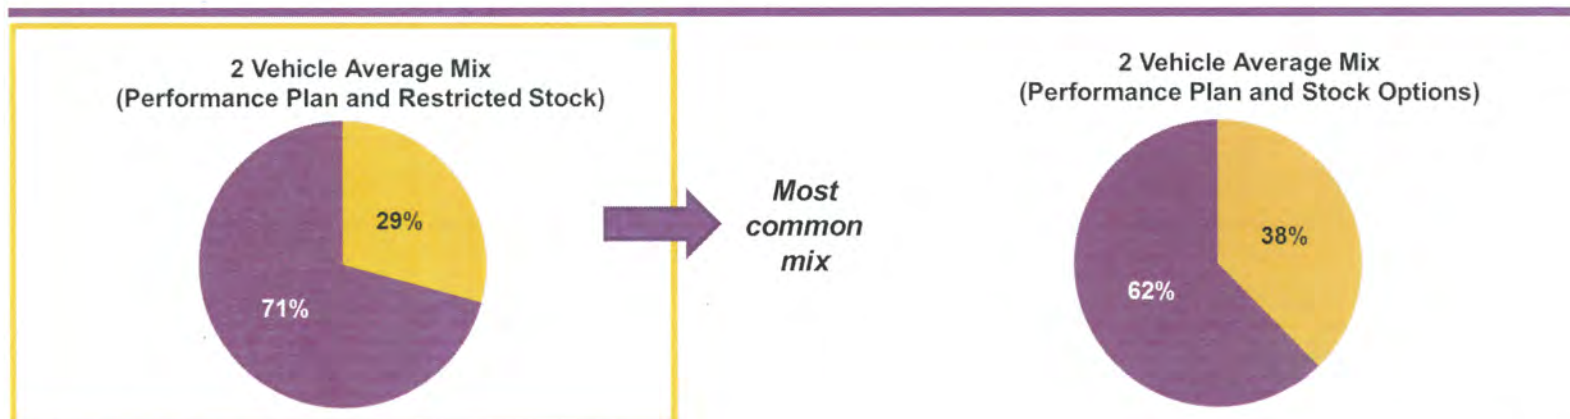 2 Vehicle Average Mix
(Performance Plan and Restricted Stock)
29%
71%
Most
common
mix
2 Vehicle Average Mix
(Performance Plan and Stock Options)
38%
62%